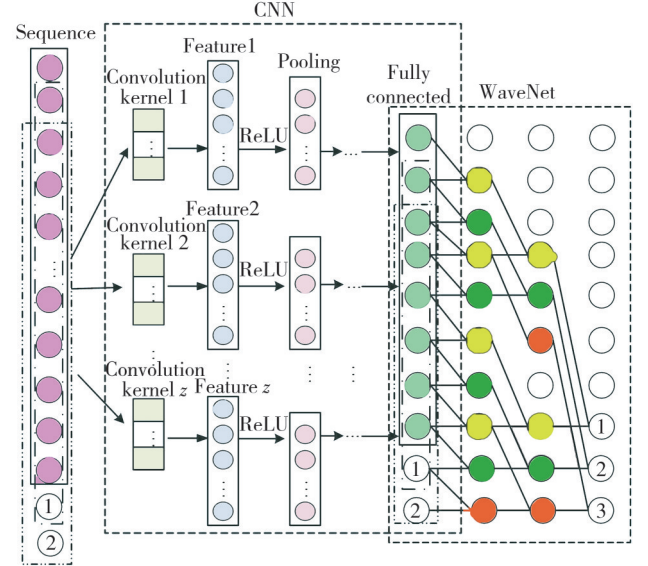 CNN
Sequence
Feature1
Pooling
Convolution
kernel 1
ReLU
Fully
connected
WaveNet
Feature2
Convolution
kernel 2
ReLU
Convolution
kernel z
Feature z
ReLU
1
2
1
2
1
2
3